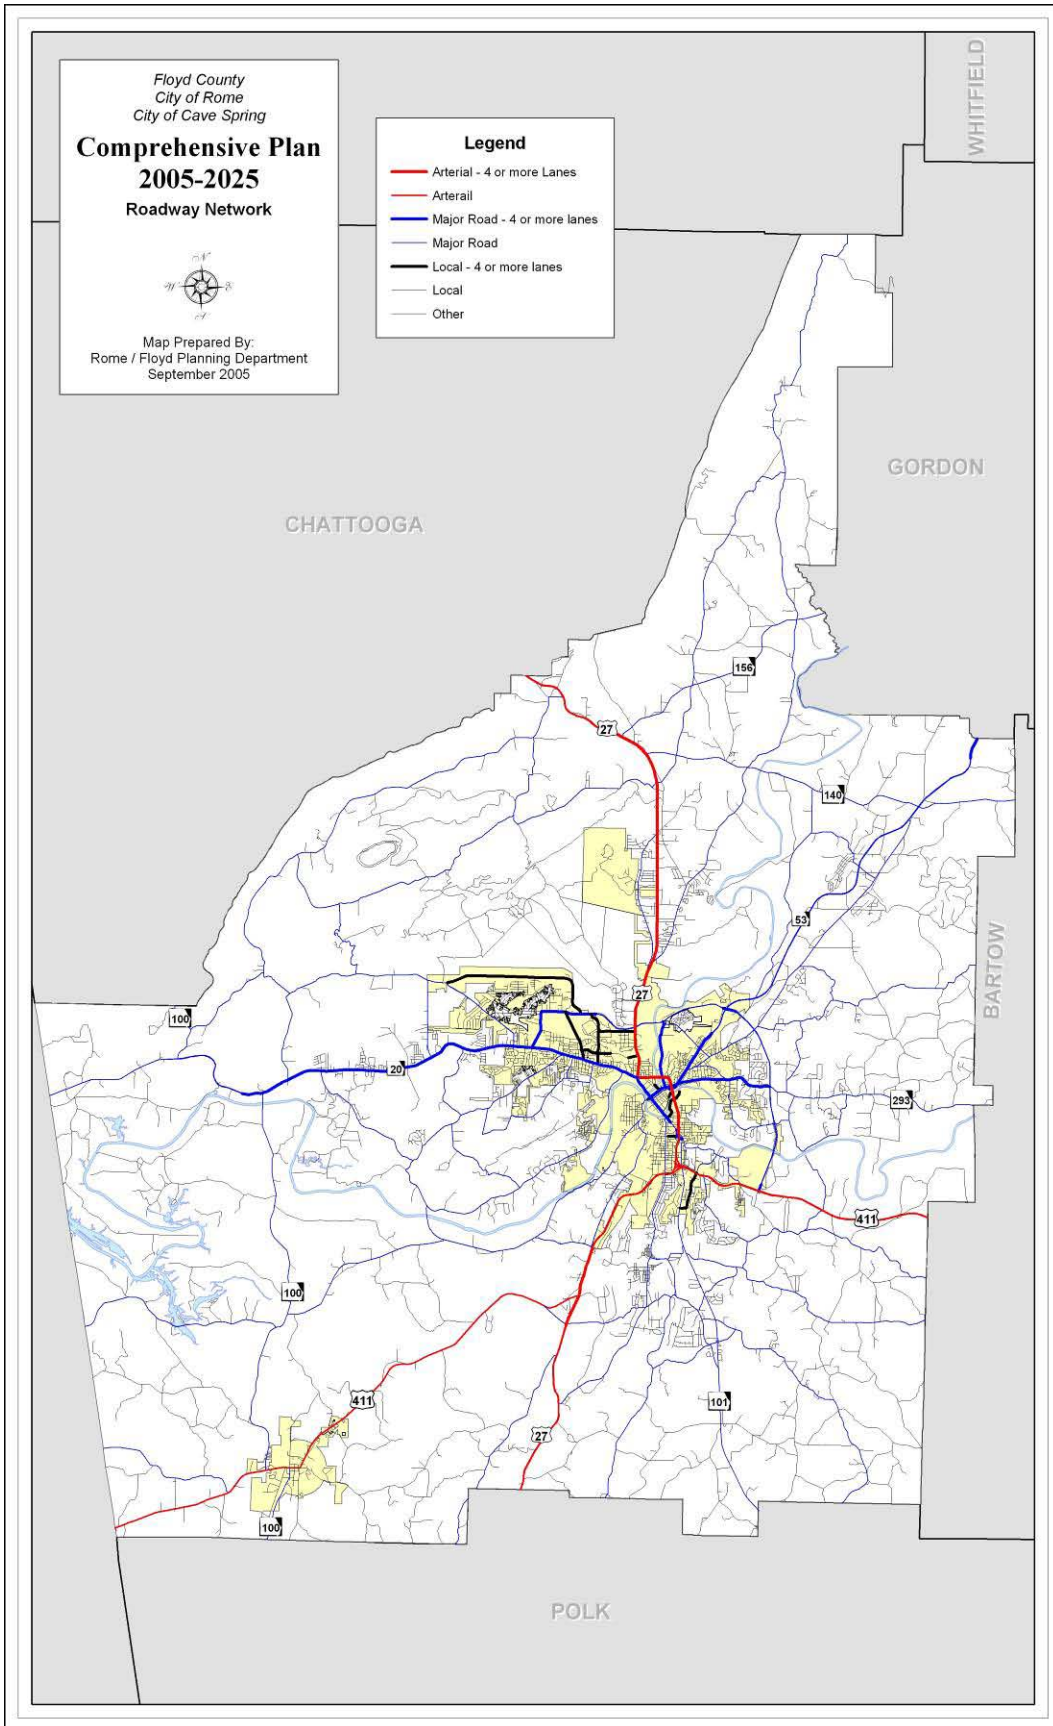 Floyd County
City of Rome
City of Cave Spring
Comprehensive Plan
2005-2025
Roadway Network
N
W
S
Map Prepared By:
Rome / Floyd Planning Department
September 2005
Legend
Arterial - 4 or more Lanes
Arterail
Major Road - 4 or more lanes
Major Road
Local - 4 or more lanes
Local
Other
WHITFIELD
GORDON
CHATTOOGA
156
27
140
53
27
BARTOW
100
20
293
411
100
411
101
27
100
POLK